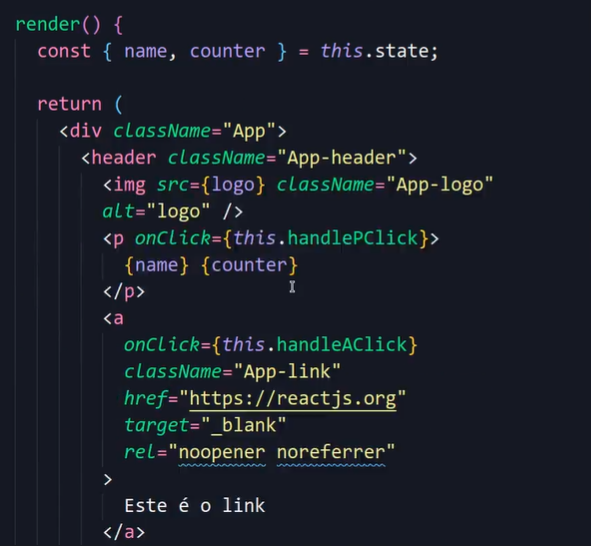 render() {
  const { name, counter } = this.state;

  return (
    <div className="App">
      <header className="App-header">
        <img src={logo} className="App-logo"
        alt="logo" />
        <p onClick={this.handlePClick}>
          {name} {counter}
        </p>
        <a
          onClick={this.handleAClick}
          className="App-link"
          href="https://reactjs.org"
          target="_blank"
          rel="noopener noreferrer"
        >
          Este é o link
        </a>